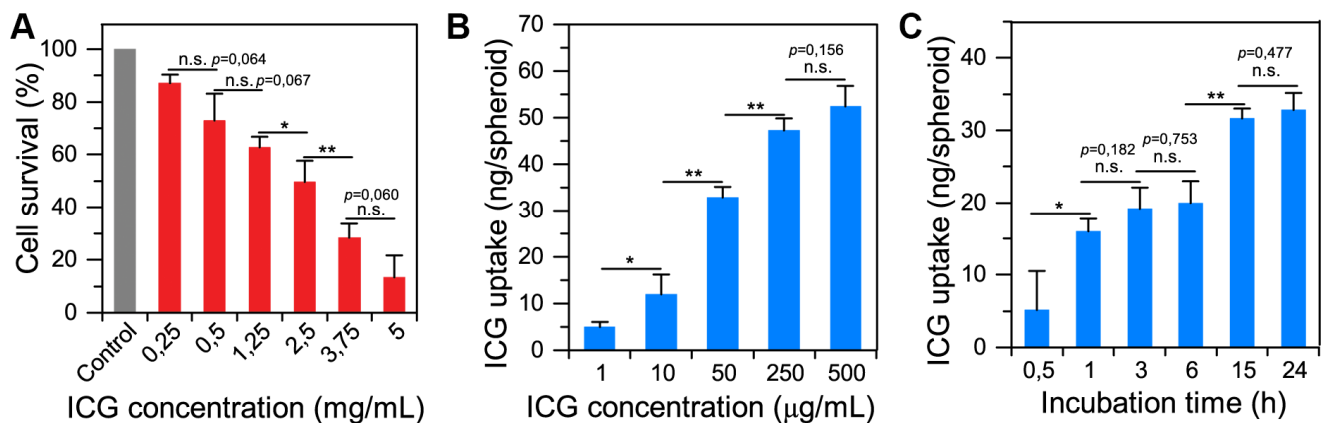 A
Cell survival (%)
100
80
60
40
20
0
n.s. p=0,064
n.s. p=0,067
*
**
p=0,060
n.s.
Control
0,25
0,5
1,25
2,5
3,75
5
ICG concentration (mg/mL)
B
ICG uptake (ng/spheroid)
70
60
50
40
30
20
10
0
*
**
**
p=0,156
n.s.
1 10 50 250 500
ICG concentration (μg/mL)
C
ICG uptake (ng/spheroid)
40
30
20
10
0
*
p=0,182
n.s.
p=0,753
n.s.
**
p=0,477
n.s.
0,5 1 3 6 15 24
Incubation time (h)